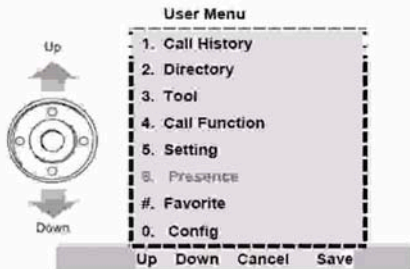 User Menu
Up
1. Call History
2. Directory
3. Tool
4. Call Function
5. Setting
6. Presence
#. Favorite
0. Config
Down
Up Down Cancel Save